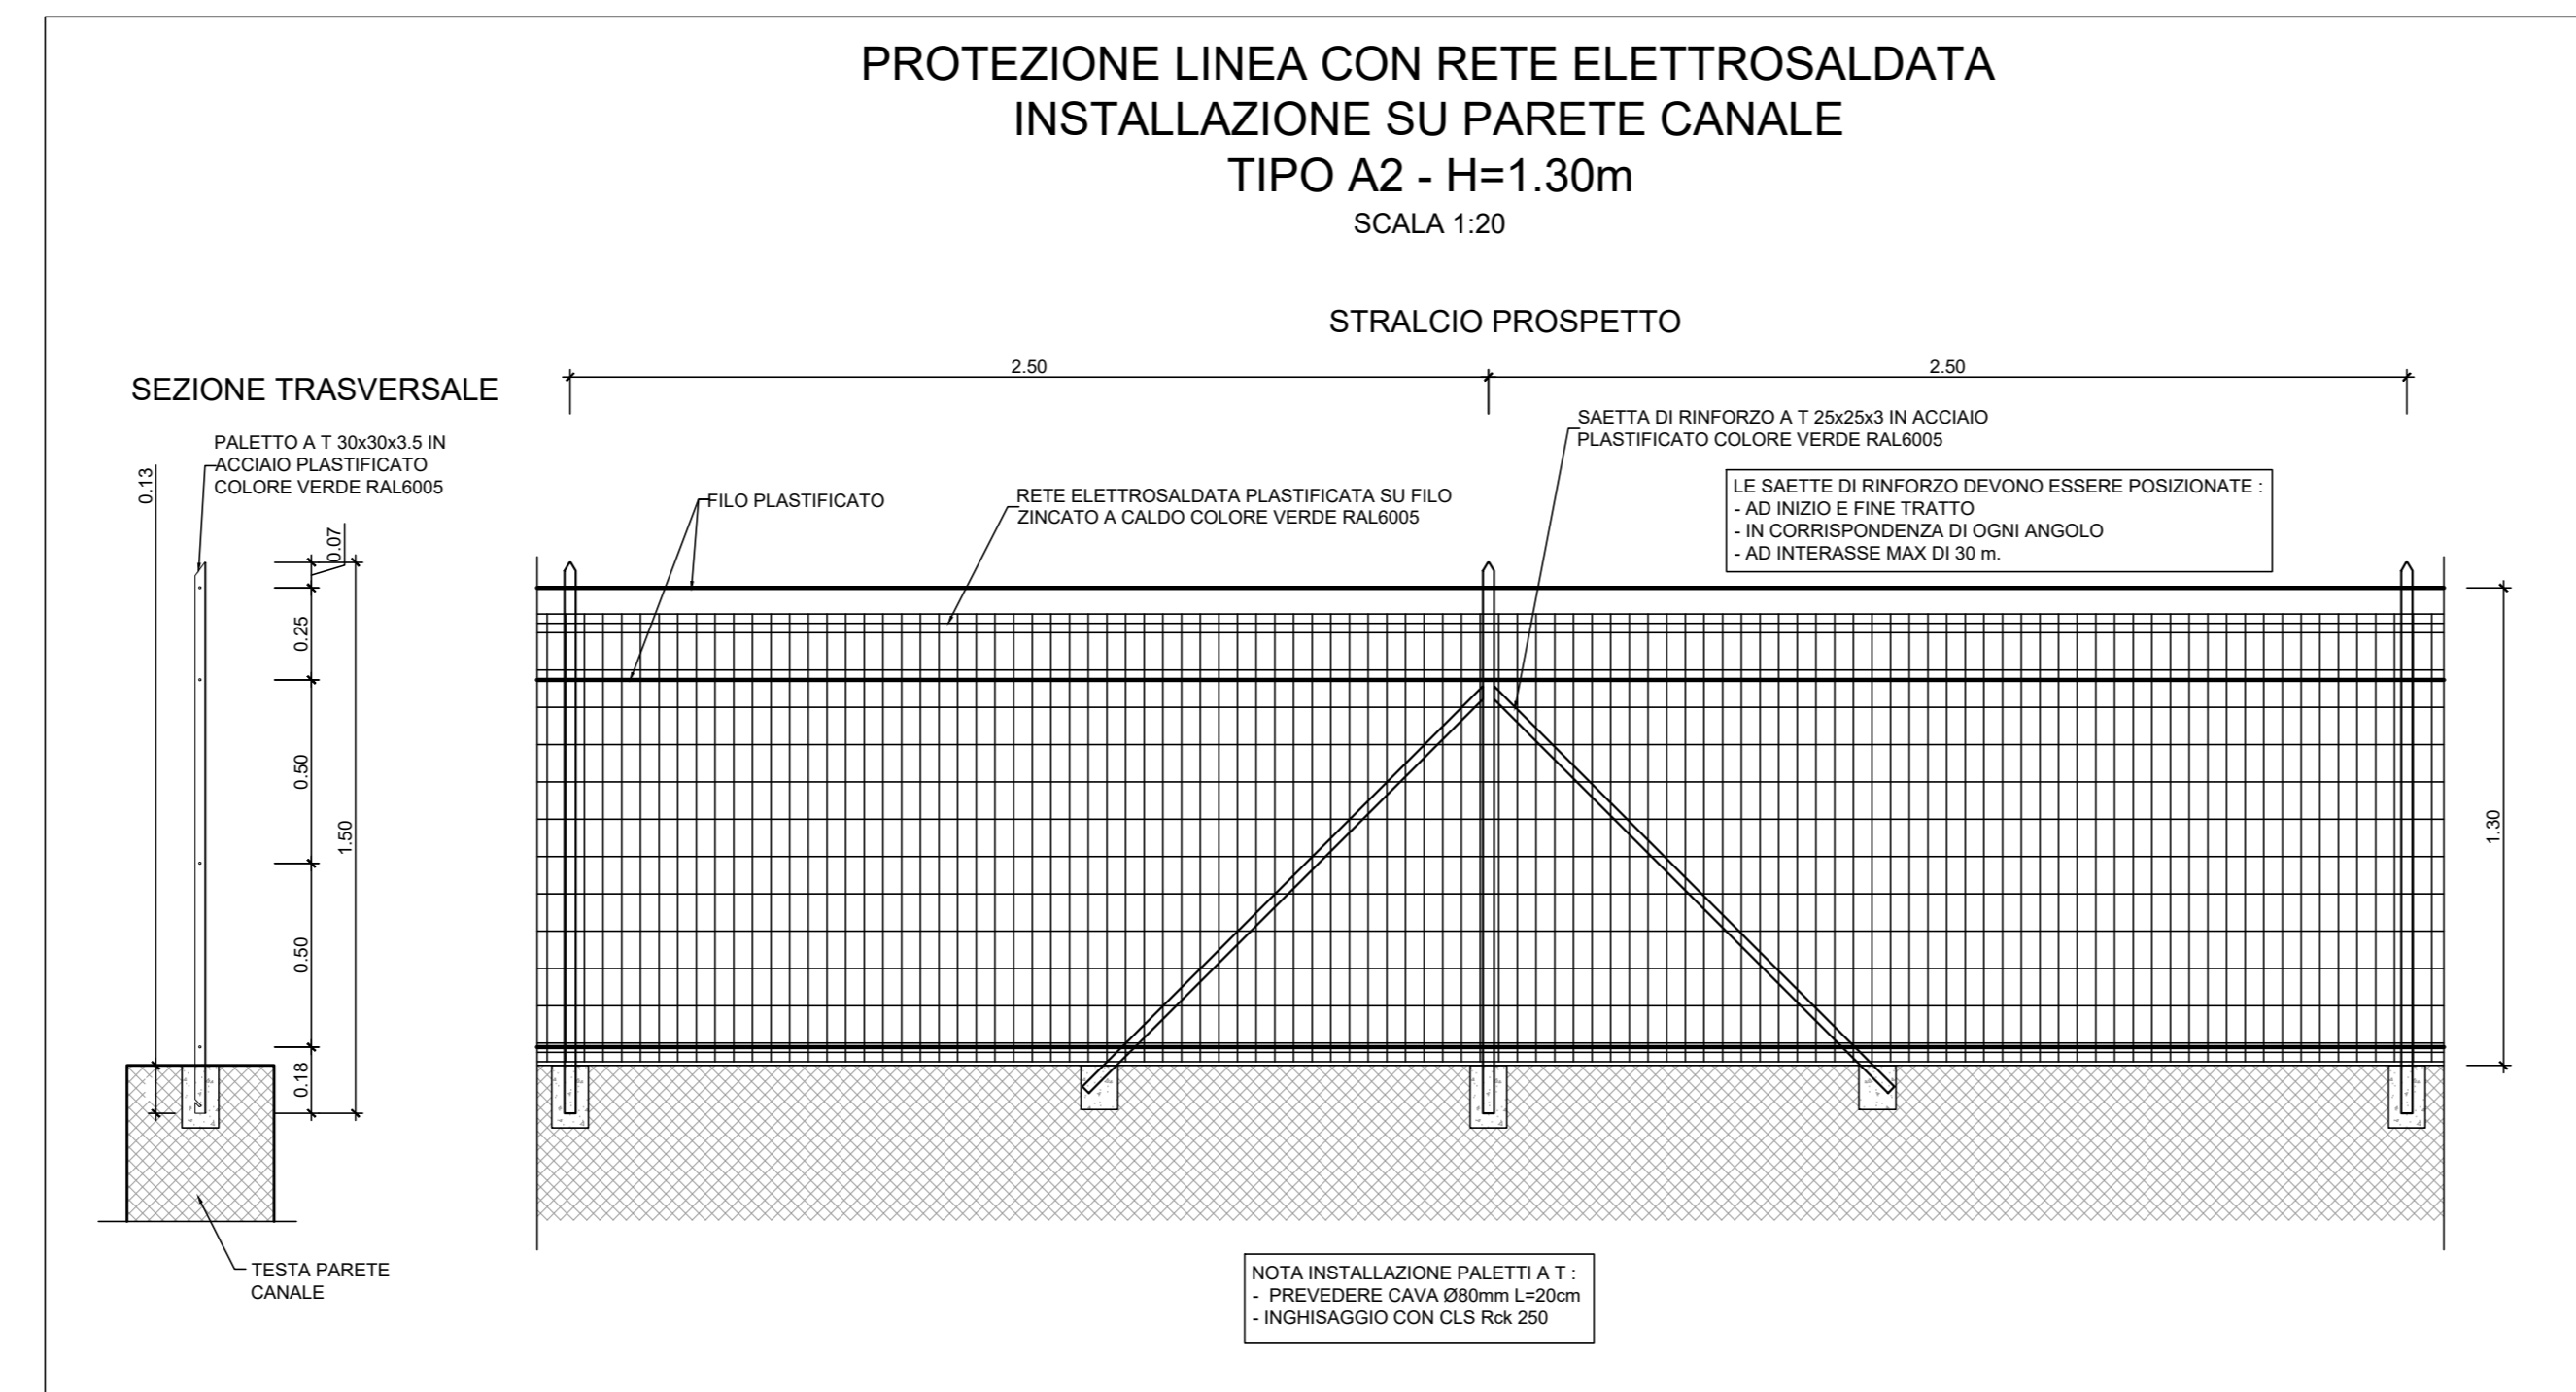 PROTEZIONE LINEA CON RETE ELETTROSALDATA
INSTALLAZIONE SU PARETE CANALE
TIPO A2 - H=1.30m
SCALA 1:20
STRALCIO PROSPETTO
2.50
2.50
SEZIONE TRASVERSALE
PALETTO A T 30x30x3.5 IN
ACCIAIO PLASTIFICATO
COLORE VERDE RAL6005
0.13
0.07
0.25
0.50
0.50
0.18
1.50
TESTA PARETE
CANALE
FILO PLASTIFICATO
RETE ELETTROSALDATA PLASTIFICATA SU FILO
ZINCATO A CALDO COLORE VERDE RAL6005
SAETTA DI RINFORZO A T 25x25x3 IN ACCIAIO
PLASTIFICATO COLORE VERDE RAL6005
LE SAETTE DI RINFORZO DEVONO ESSERE POSIZIONATE :
- AD INIZIO E FINE TRATTO
- IN CORRISPONDENZA DI OGNI ANGOLO
- AD INTERASSE MAX DI 30 m.
1.30
NOTA INSTALLAZIONE PALETTI A T :
- PREVEDERE CAVA Ø80mm L=20cm
- INGHISAGGIO CON CLS Rck 250